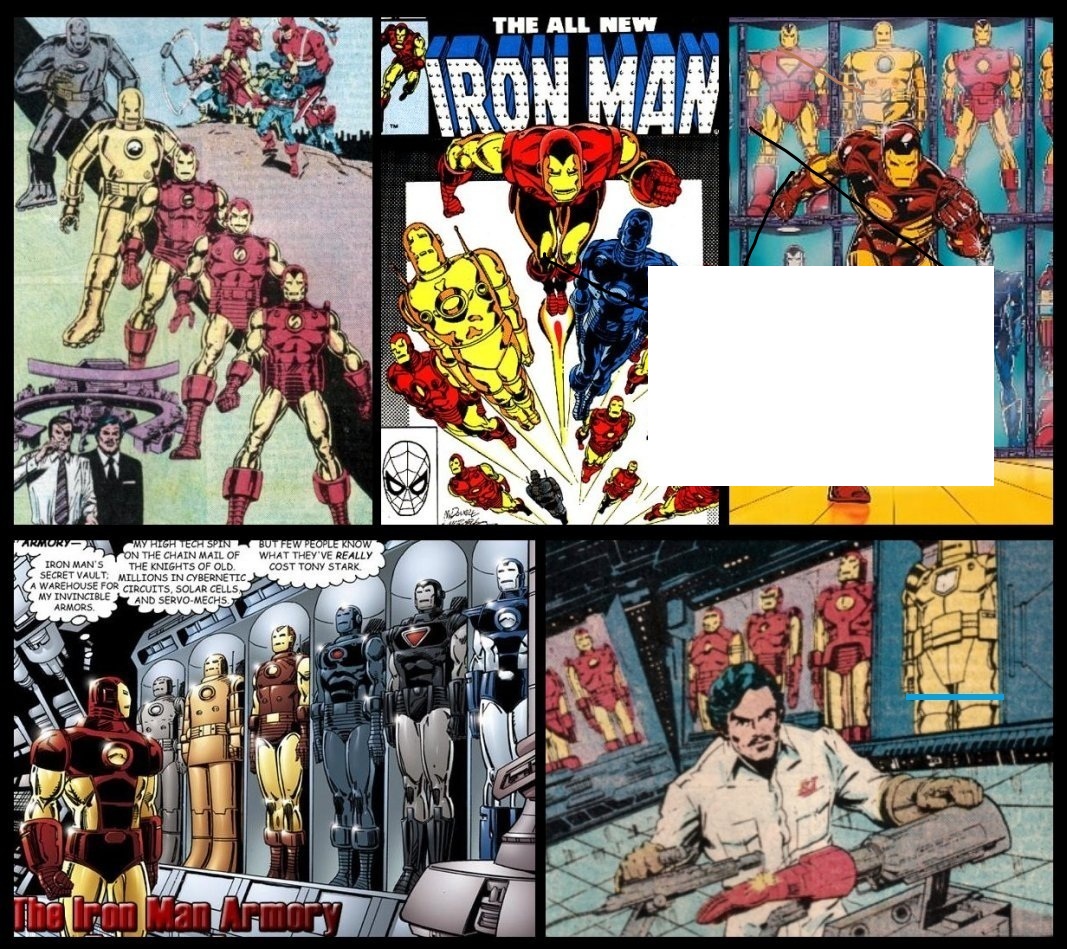 THE ALL NEW
IRON MAN
TM
ARMORY—
IRON MAN'S
SECRET VAULT;
A WAREHOUSE FOR
MY INVINCIBLE
ARMORS.
MY HIGH TECH SPIN
ON THE CHAIN MAIL OF
THE KNIGHTS OF OLD.
MILLIONS IN CYBERNETIC
CIRCUITS, SOLAR CELLS,
AND SERVO-MECHS.
BUT FEW PEOPLE KNOW
WHAT THEY'VE REALLY
COST TONY STARK.
The Iron Man Armory
SI